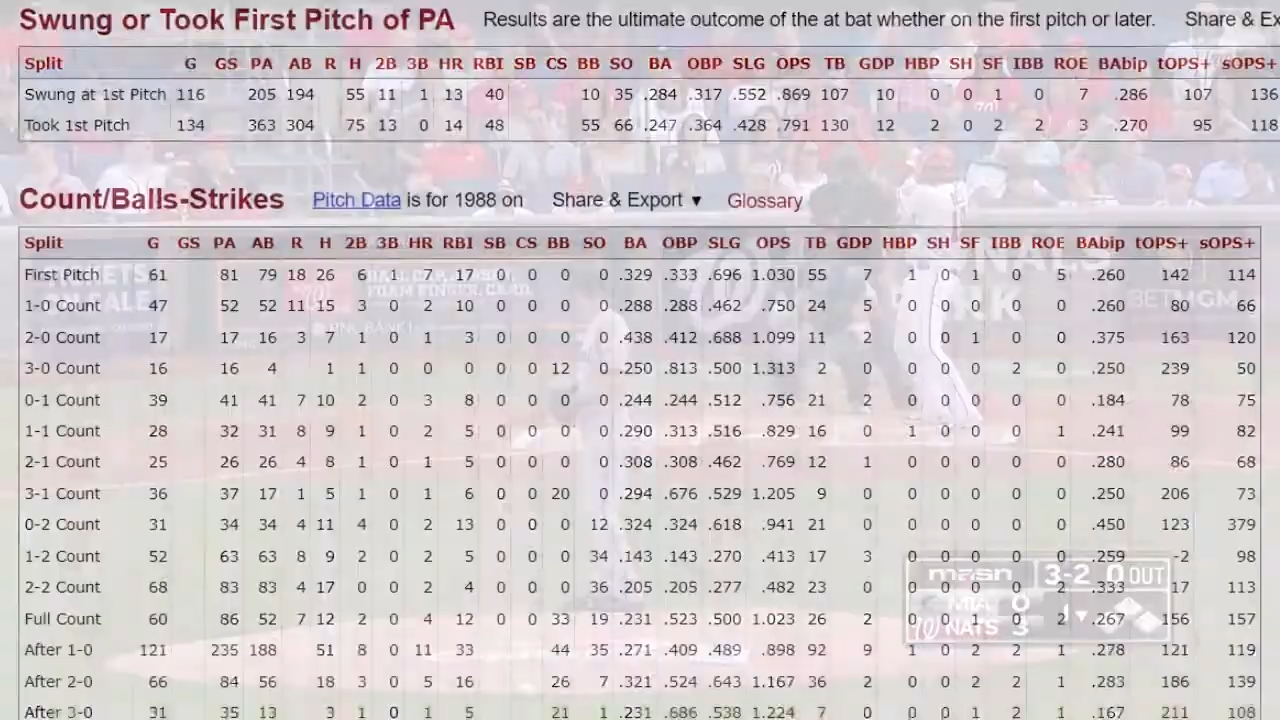 Swung or Took First Pitch of PA Results are the ultimate outcome of the at bat whether on the first pitch or later. Share & Ex
Split G GS PA AB R H 2B 3B HR RBI SB CS BB SO BA OBP SLG OPS TB GDP HBP SH SF IBB ROE BAbip tOPS+ sOPS+
Swung at 1st Pitch 116 205 194 55 11 1 13 40 10 35 .284 .317 .552 .869 107 10 0 0 1 0 7 .286 107 136
Took 1st Pitch 134 363 304 75 13 0 14 48 55 66 .247 .364 .428 .791 130 12 2 0 2 2 3 .270 95 118
Count/Balls-Strikes Pitch Data is for 1988 on Share & Export ▼ Glossary
Split G GS PA AB R H 2B 3B HR RBI SB CS BB SO BA OBP SLG OPS TB GDP HBP SH SF IBB ROE BAbip tOPS+ sOPS+
First Pitch 61 81 79 18 26 6 1 7 17 0 0 0 0 .329 .333 .696 1.030 55 7 1 0 1 0 5 .260 142 114
1-0 Count 47 52 52 11 15 3 0 2 10 0 0 0 0 .288 .288 .462 .750 24 5 0 0 0 0 0 .260 80 66
2-0 Count 17 17 16 3 7 1 0 1 3 0 0 0 0 .438 .412 .688 1.099 11 2 0 0 1 0 0 .375 163 120
3-0 Count 16 16 4 1 1 0 0 0 0 0 12 0 .250 .813 .500 1.313 2 0 0 0 0 2 0 .250 239 50
0-1 Count 39 41 41 7 10 2 0 3 8 0 0 0 0 .244 .244 .512 .756 21 2 0 0 0 0 0 .184 78 75
1-1 Count 28 32 31 8 9 1 0 2 5 0 0 0 0 .290 .313 .516 .829 16 0 1 0 0 0 1 .241 99 82
2-1 Count 25 26 26 4 8 1 0 1 5 0 0 0 0 .308 .308 .462 .769 12 1 0 0 0 0 0 .280 86 68
3-1 Count 36 37 17 1 5 1 0 1 6 0 0 20 0 .294 .676 .529 1.205 9 0 0 0 0 0 0 .250 206 73
0-2 Count 31 34 34 4 11 4 0 2 13 0 0 0 12 .324 .324 .618 .941 21 0 0 0 0 0 0 .450 123 379
1-2 Count 52 63 63 8 9 2 0 2 5 0 0 0 34 .143 .143 .270 .413 17 3 0 0 0 0 0 .259 -2 98
2-2 Count 68 83 83 4 17 0 0 2 4 0 0 0 36 .205 .205 .277 .482 23 0 0 0 0 0 2 .333 17 113
Full Count 60 86 52 7 12 2 0 4 12 0 0 33 19 .231 .523 .500 1.023 26 2 0 0 1 0 2 .267 156 157
After 1-0 121 235 188 51 8 0 11 33 44 35 .271 .409 .489 .898 92 9 1 0 2 2 1 .278 121 119
After 2-0 66 84 56 18 3 0 5 16 26 7 .321 .524 .643 1.167 36 2 0 0 2 2 1 .283 186 139
After 3-0 31 35 13 3 1 0 1 5 21 1 .231 .686 .538 1.224 7 0 0 0 1 2 1 .167 211 108
BETMGM
masn 3-2 0 OUT
MIA 0
NATS 3
1